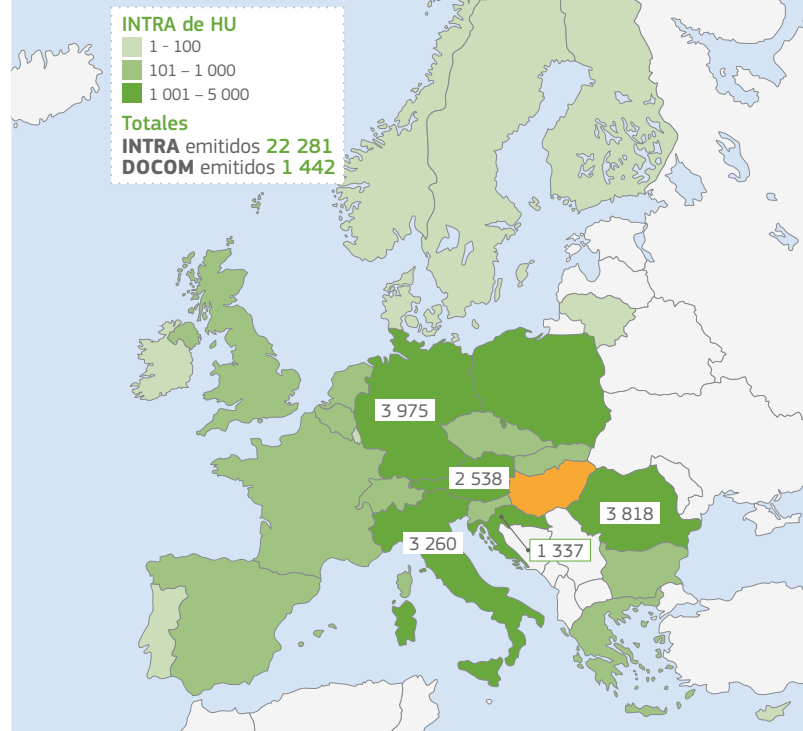 INTRA de HU
1 - 100
101 – 1 000
1 001 – 5 000
Totales
INTRA emitidos 22 281
DOCOM emitidos 1 442
3 975
2 538
3 818
3 260
1 337